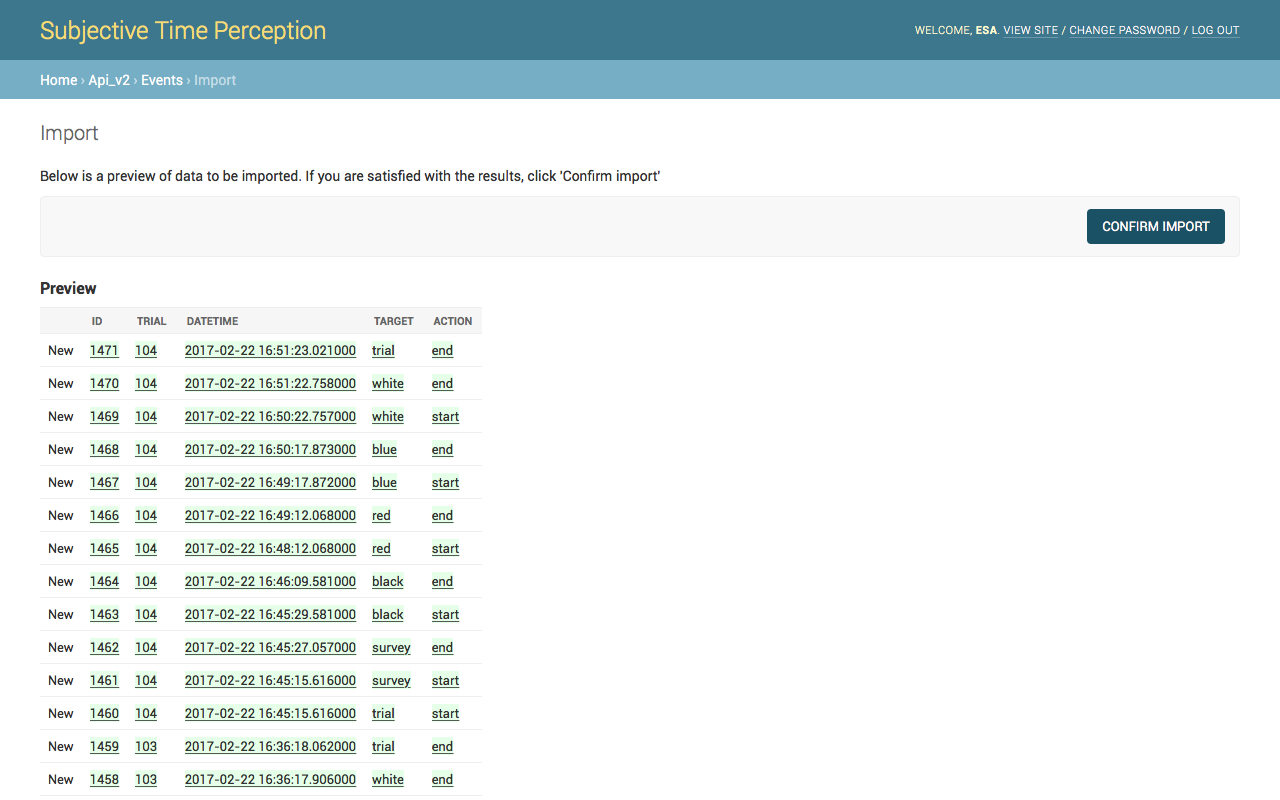 Subjective Time Perception
WELCOME, ESA. VIEW SITE / CHANGE PASSWORD / LOG OUT
Home › Api_v2 › Events › Import
Import
Below is a preview of data to be imported. If you are satisfied with the results, click 'Confirm import'
CONFIRM IMPORT
Preview
ID TRIAL DATETIME TARGET ACTION
New 1471 104 2017-02-22 16:51:23.021000 trial end
New 1470 104 2017-02-22 16:51:22.758000 white end
New 1469 104 2017-02-22 16:50:22.757000 white start
New 1468 104 2017-02-22 16:50:17.873000 blue end
New 1467 104 2017-02-22 16:49:17.872000 blue start
New 1466 104 2017-02-22 16:49:12.068000 red end
New 1465 104 2017-02-22 16:48:12.068000 red start
New 1464 104 2017-02-22 16:46:09.581000 black end
New 1463 104 2017-02-22 16:45:29.581000 black start
New 1462 104 2017-02-22 16:45:27.057000 survey end
New 1461 104 2017-02-22 16:45:15.616000 survey start
New 1460 104 2017-02-22 16:45:15.616000 trial start
New 1459 103 2017-02-22 16:36:18.062000 trial end
New 1458 103 2017-02-22 16:36:17.906000 white end